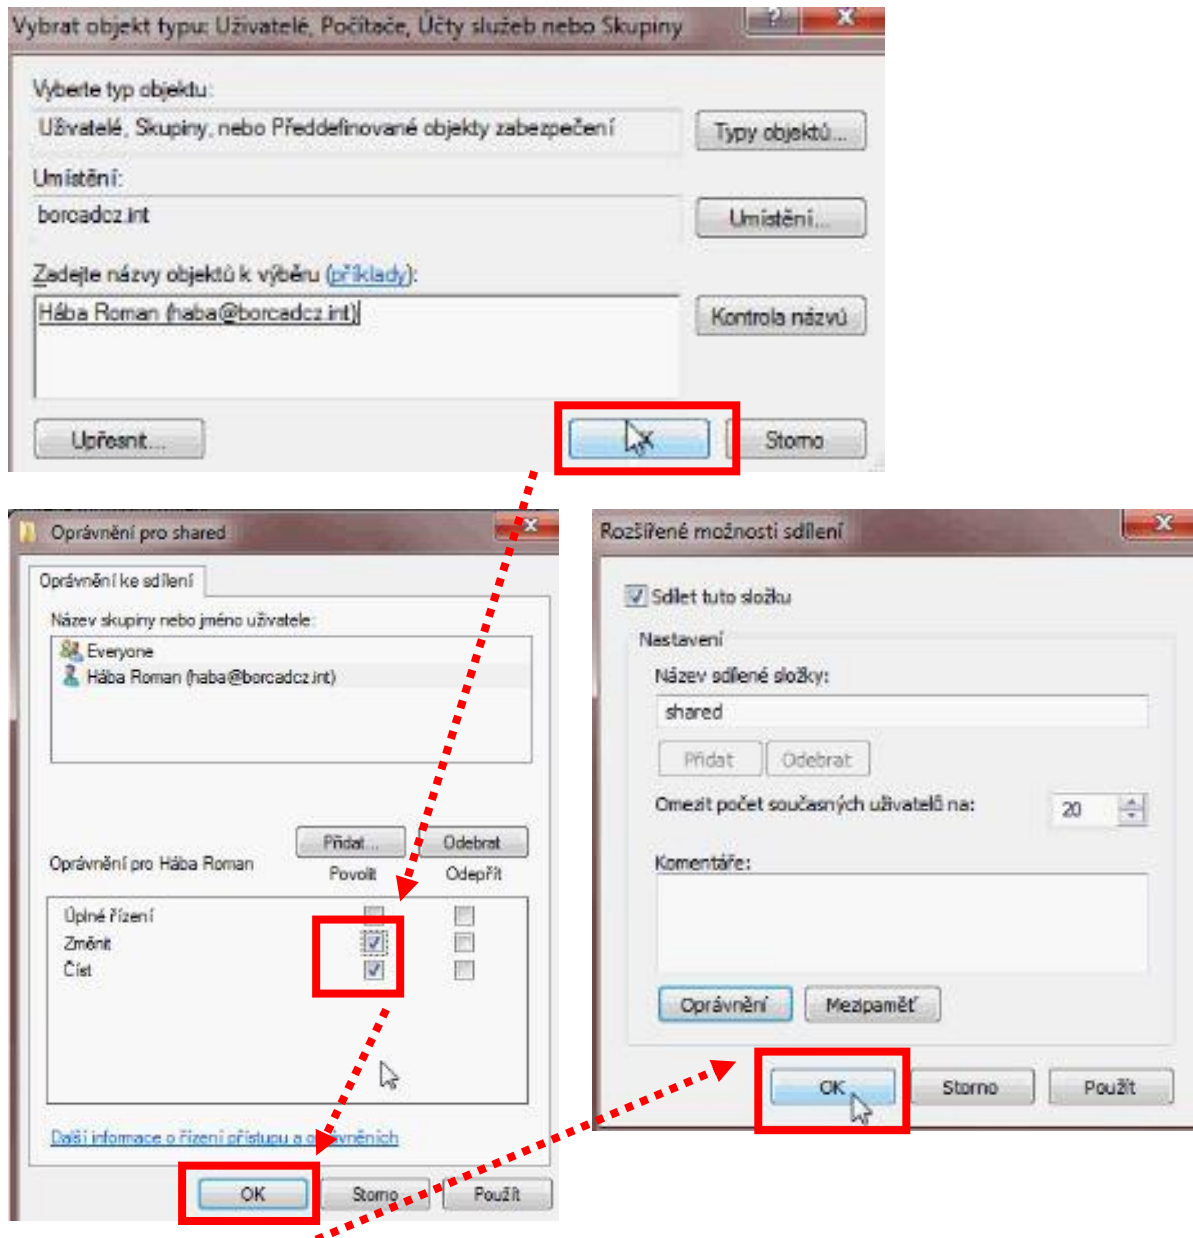 Vybrat objekt typu: Uživatelé, Počítače, Účty služeb nebo Skupiny
Vyberte typ objektu:
Uživatelé, Skupiny, nebo Předdefinované objekty zabezpečení
Typy objektů...
Umístění:
borcadcz.int
Umístění...
Zadejte názvy objektů k výběru (příklady):
Hába Roman (haba@borcadcz.int)
Kontrola názvů
Upřesnit...
Storno
Oprávnění pro shared
Oprávnění ke sdílení
Název skupiny nebo jméno uživatele:
Everyone
Hába Roman (haba@borcadcz.int)
Přidat...
Odebrat
Oprávnění pro Hába Roman
Povolit
Odepřít
Úplné řízení
Změnit
Číst
Další informace o řízení přístupu a oprávněních
OK
Storno
Použít
Rozšířené možnosti sdílení
Sdílet tuto složku
Nastavení
Název sdílené složky:
shared
Přidat
Odebrat
Omezit počet současných uživatelů na:
20
Komentáře:
Oprávnění
Mezipaměť
OK
Storno
Použít